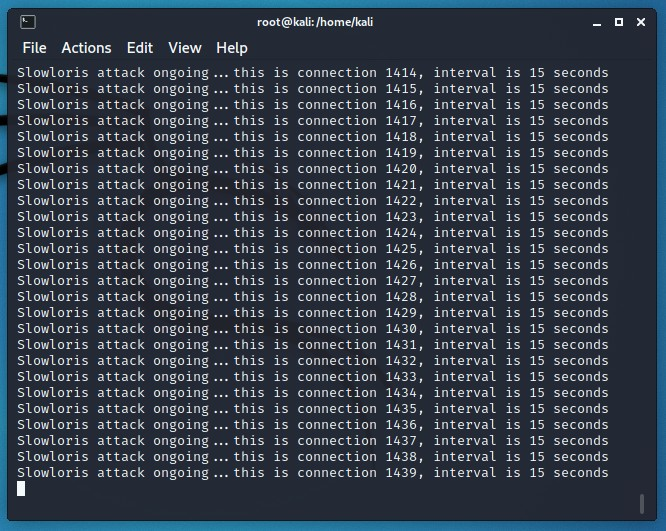 root@kali:/home/kali
File Actions Edit View Help
Slowloris attack ongoing...this is connection 1414, interval is 15 seconds
Slowloris attack ongoing...this is connection 1415, interval is 15 seconds
Slowloris attack ongoing...this is connection 1416, interval is 15 seconds
Slowloris attack ongoing...this is connection 1417, interval is 15 seconds
Slowloris attack ongoing...this is connection 1418, interval is 15 seconds
Slowloris attack ongoing...this is connection 1419, interval is 15 seconds
Slowloris attack ongoing...this is connection 1420, interval is 15 seconds
Slowloris attack ongoing...this is connection 1421, interval is 15 seconds
Slowloris attack ongoing...this is connection 1422, interval is 15 seconds
Slowloris attack ongoing...this is connection 1423, interval is 15 seconds
Slowloris attack ongoing...this is connection 1424, interval is 15 seconds
Slowloris attack ongoing...this is connection 1425, interval is 15 seconds
Slowloris attack ongoing...this is connection 1426, interval is 15 seconds
Slowloris attack ongoing...this is connection 1427, interval is 15 seconds
Slowloris attack ongoing...this is connection 1428, interval is 15 seconds
Slowloris attack ongoing...this is connection 1429, interval is 15 seconds
Slowloris attack ongoing...this is connection 1430, interval is 15 seconds
Slowloris attack ongoing...this is connection 1431, interval is 15 seconds
Slowloris attack ongoing...this is connection 1432, interval is 15 seconds
Slowloris attack ongoing...this is connection 1433, interval is 15 seconds
Slowloris attack ongoing...this is connection 1434, interval is 15 seconds
Slowloris attack ongoing...this is connection 1435, interval is 15 seconds
Slowloris attack ongoing...this is connection 1436, interval is 15 seconds
Slowloris attack ongoing...this is connection 1437, interval is 15 seconds
Slowloris attack ongoing...this is connection 1438, interval is 15 seconds
Slowloris attack ongoing...this is connection 1439, interval is 15 seconds